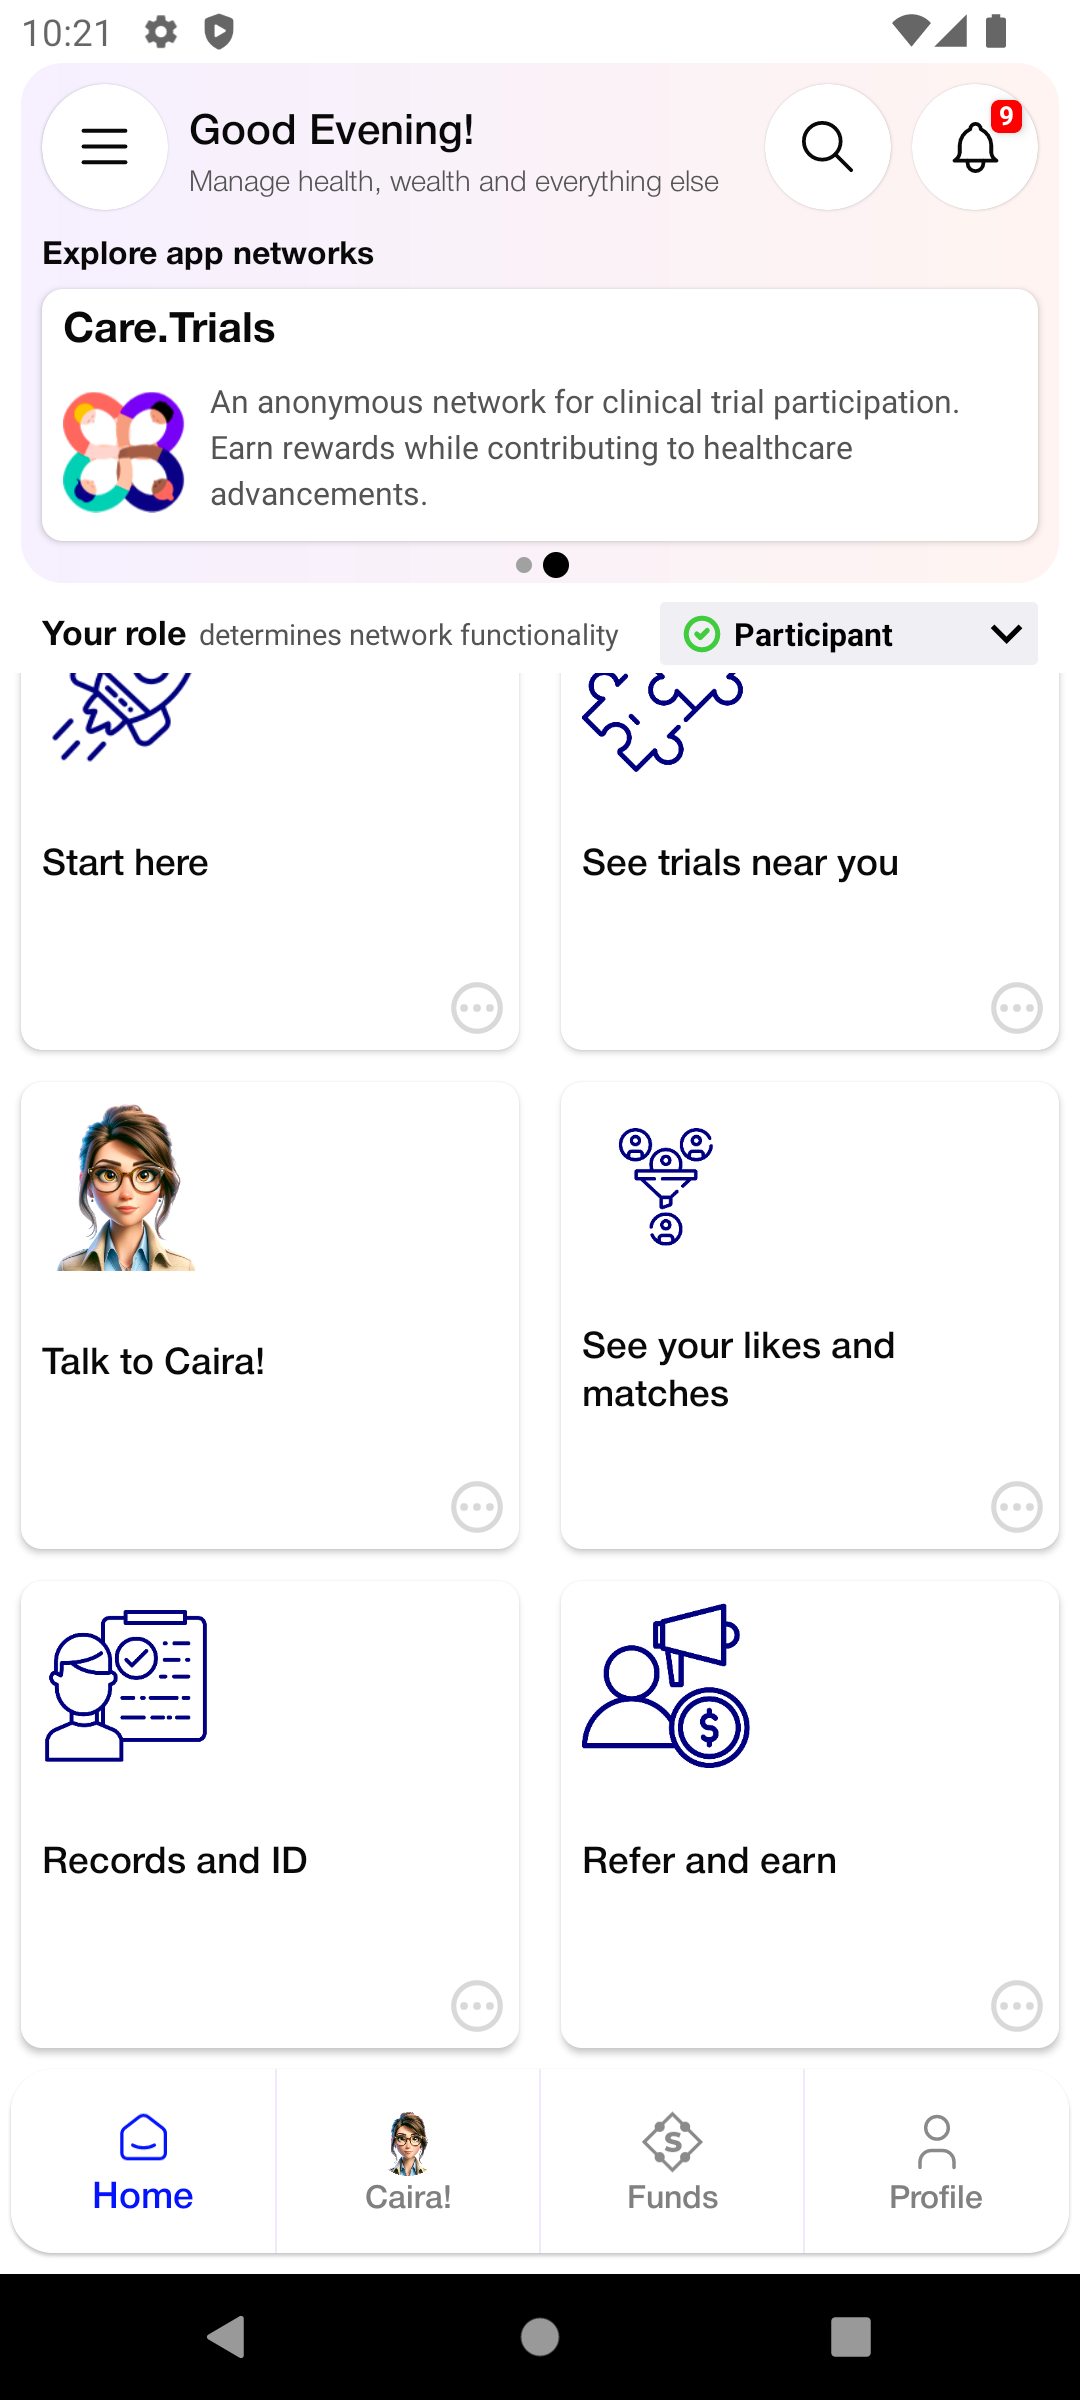 10:21
Good Evening!
9
Manage health, wealth and everything else
Explore app networks
Care.Trials
An anonymous network for clinical trial participation.
Earn rewards while contributing to healthcare
advancements.
Your role determines network functionality
Participant
Start here
See trials near you
Talk to Caira!
See your likes and
matches
$
Records and ID
Refer and earn
S
Home
Caira!
Funds
Profile